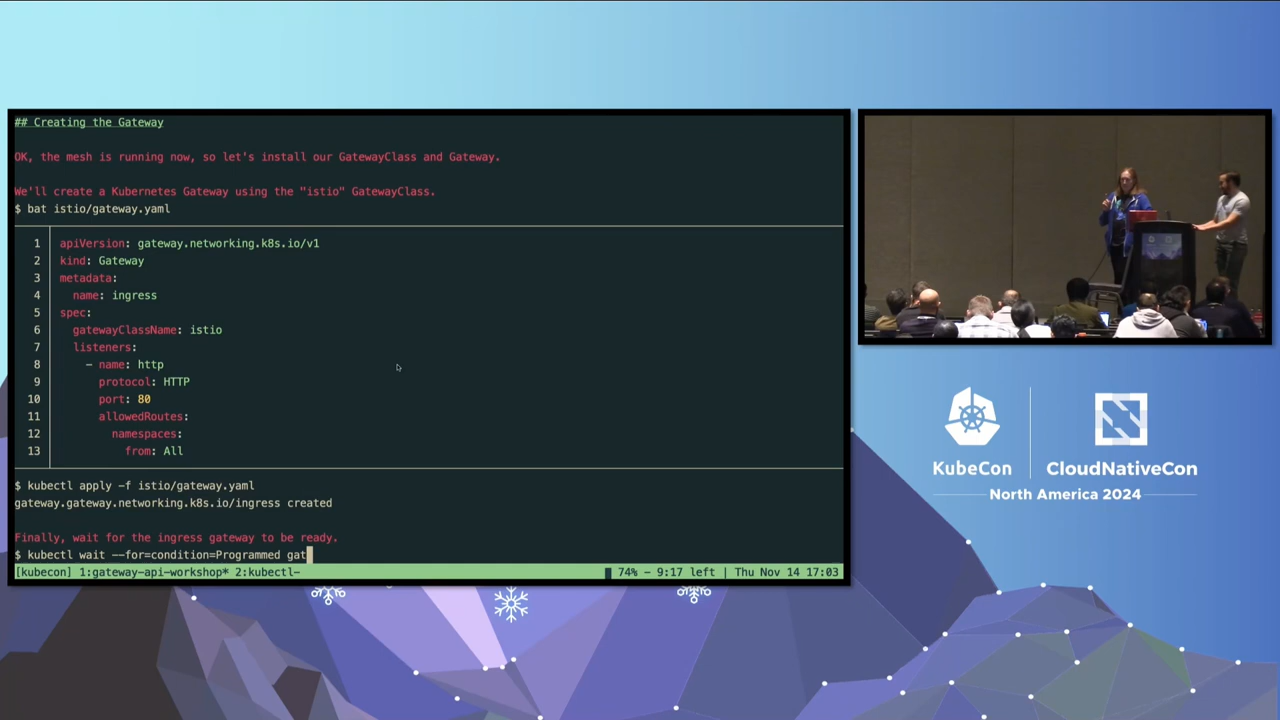 ## Creating the Gateway
OK, the mesh is running now, so let's install our GatewayClass and Gateway.
We'll create a Kubernetes Gateway using the "istio" GatewayClass.
$ bat istio/gateway.yaml
1 apiVersion: gateway.networking.k8s.io/v1
2 kind: Gateway
3 metadata:
4 name: ingress
5 spec:
6 gatewayClassName: istio
7 listeners:
8 - name: http
9 protocol: HTTP
10 port: 80
11 allowedRoutes:
12 namespaces:
13 from: All
$ kubectl apply -f istio/gateway.yaml
gateway.gateway.networking.k8s.io/ingress created
Finally, wait for the ingress gateway to be ready.
$ kubectl wait --for=condition=Programmed gat
[kubecon] 1:gateway-api-workshop* 2:kubectl- 74% - 9:17 left | Thu Nov 14 17:03
KubeCon CloudNativeCon
North America 2024